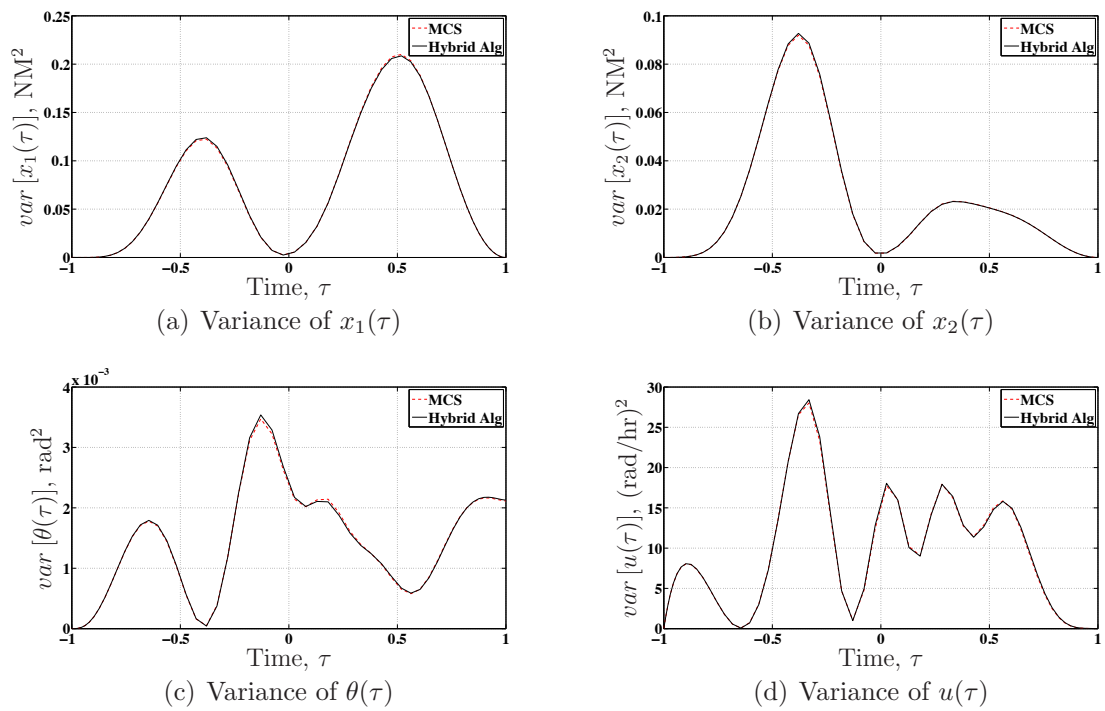 0.25
0.2
0.15
0.1
0.05
0
−1 −0.5 0 0.5 1
var [x₁(τ)], NM²
Time, τ
MCS
Hybrid Alg
(a) Variance of x₁(τ)
0.1
0.08
0.06
0.04
0.02
0
−1 −0.5 0 0.5 1
var [x₂(τ)], NM²
Time, τ
MCS
Hybrid Alg
(b) Variance of x₂(τ)
x 10⁻³
4
3
2
1
0
−1 −0.5 0 0.5 1
var [θ(τ)], rad²
Time, τ
MCS
Hybrid Alg
(c) Variance of θ(τ)
30
25
20
15
10
5
0
−1 −0.5 0 0.5 1
var [u(τ)], (rad/hr)²
Time, τ
MCS
Hybrid Alg
(d) Variance of u(τ)